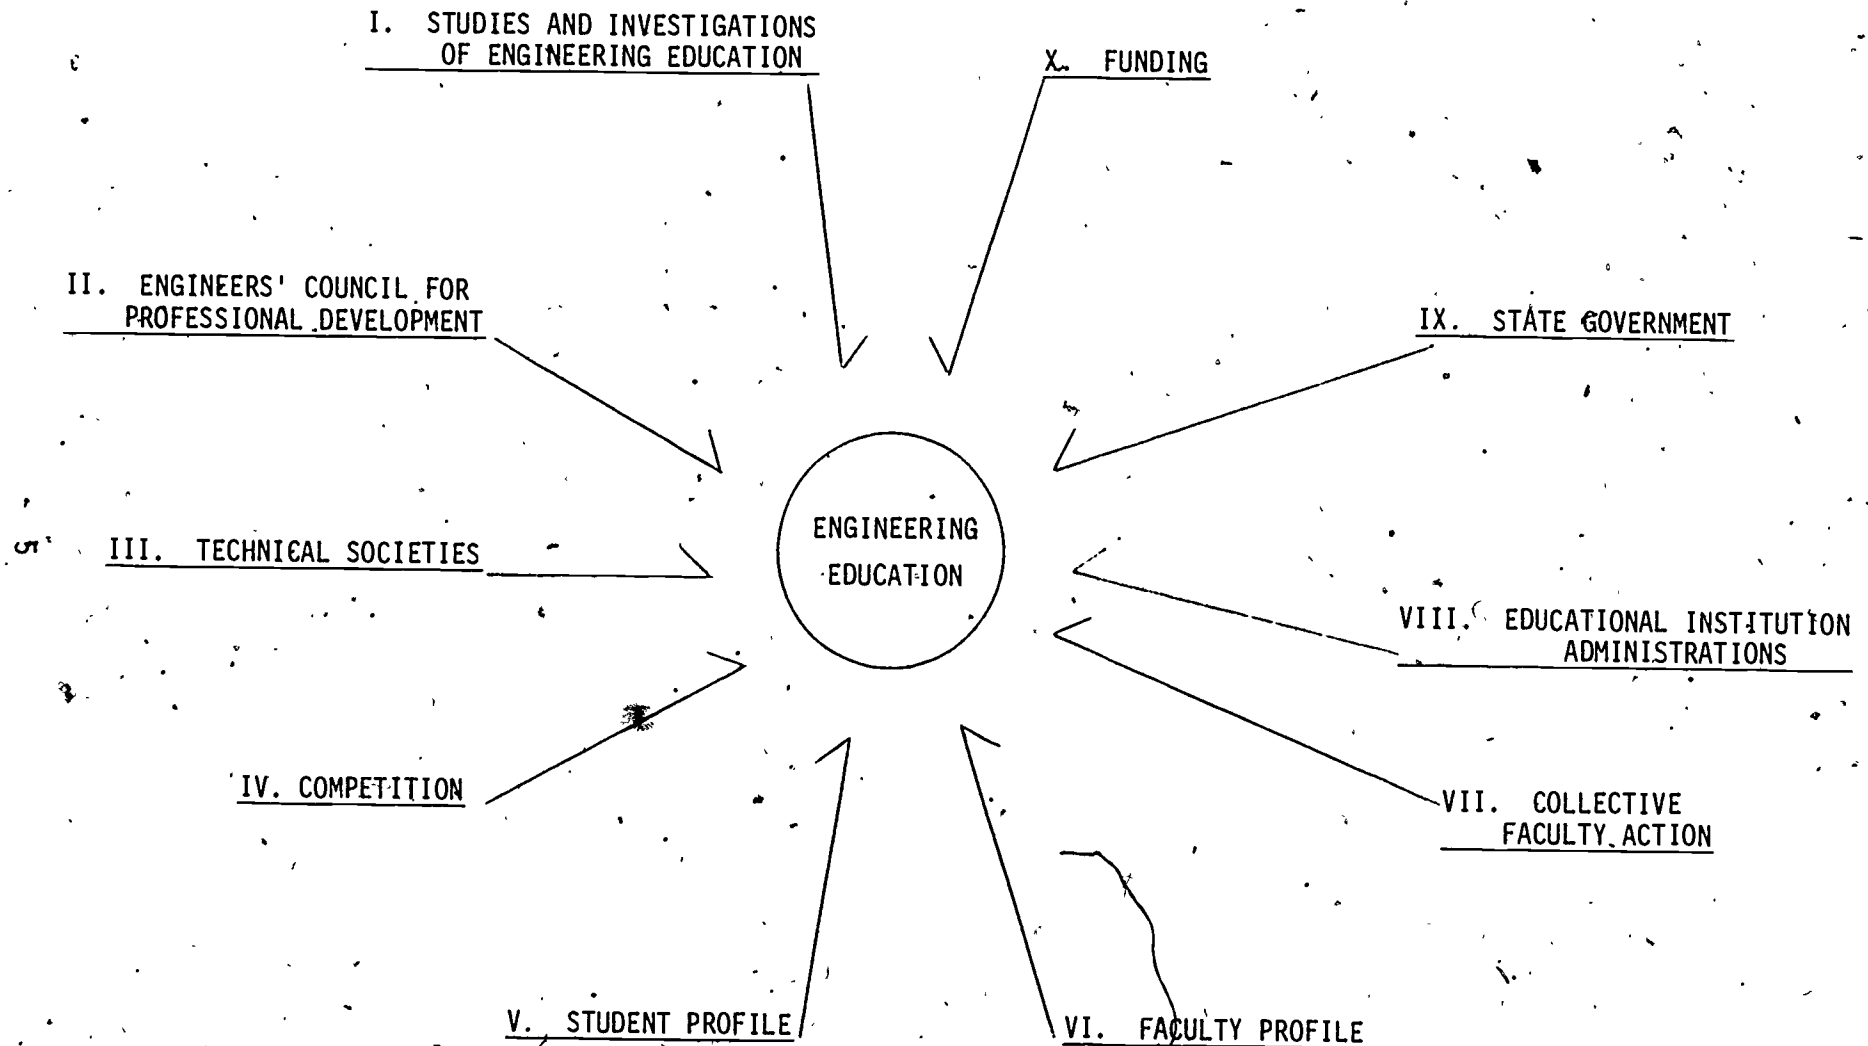 I. STUDIES AND INVESTIGATIONS
OF ENGINEERING EDUCATION
X. FUNDING
II. ENGINEERS' COUNCIL FOR
PROFESSIONAL DEVELOPMENT
IX. STATE GOVERNMENT
ENGINEERING
EDUCATION
III. TECHNICAL SOCIETIES
5
VIII. EDUCATIONAL INSTITUTION
ADMINISTRATIONS
IV. COMPETITION
VII. COLLECTIVE
FACULTY ACTION
V. STUDENT PROFILE
VI. FACULTY PROFILE